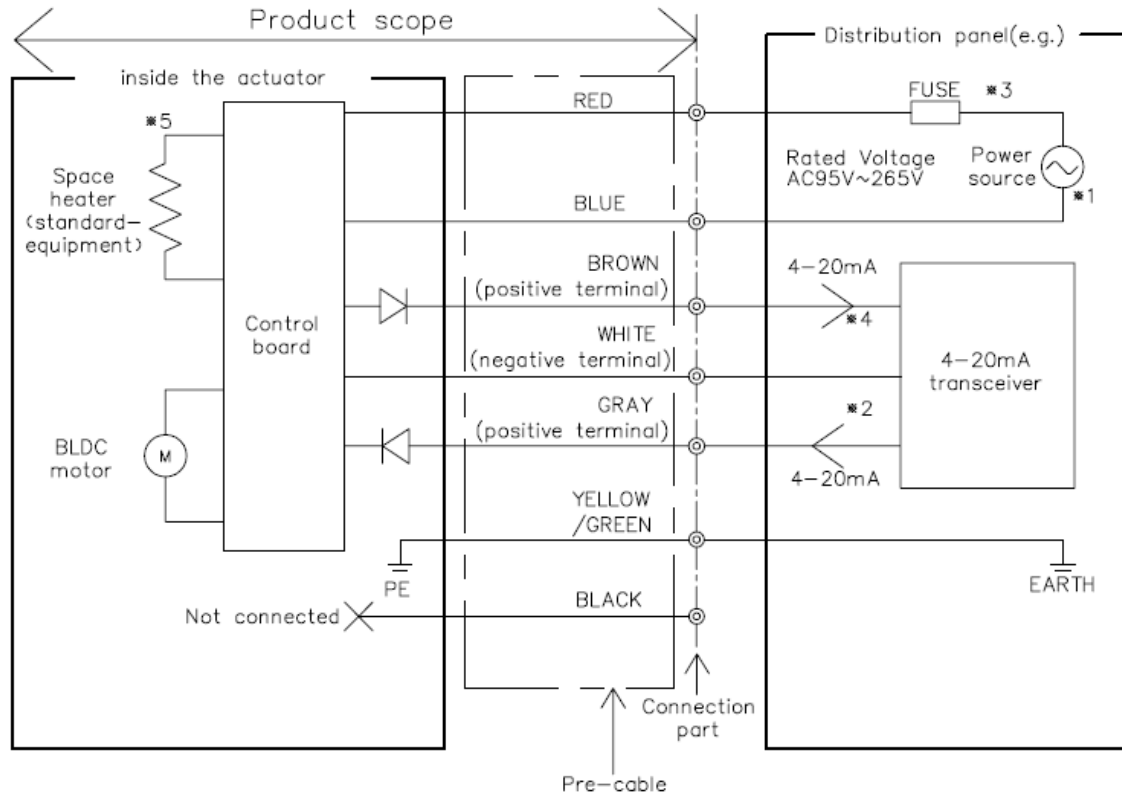 Product scope
Distribution panel(e.g.)
inside the actuator
RED
FUSE ※3
※5
Rated Voltage
AC95V~265V
Power
source
※1
Space
heater
(standard-
equipment)
BLUE
BROWN
(positive terminal)
4-20mA
※4
Control
board
WHITE
(negative terminal)
4-20mA
transceiver
GRAY
(positive terminal)
※2
4-20mA
BLDC
motor
M
YELLOW
/GREEN
PE
EARTH
Not connected
BLACK
Connection
part
Pre-cable